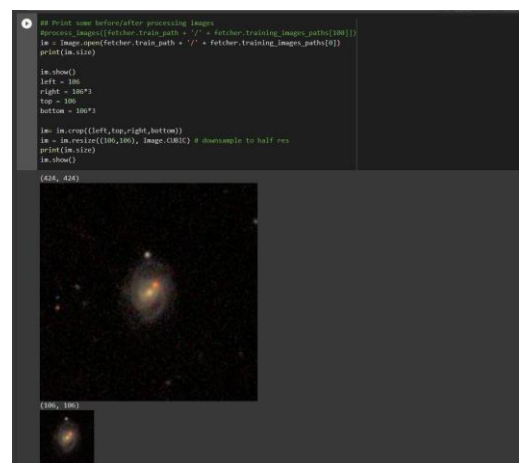 ## Print some before/after processing images
#process_images([fetcher.train_path + '/' + fetcher.training_images_paths[100]])
im = Image.open(fetcher.train_path + '/' + fetcher.training_images_paths[0])
print(im.size)
im.show()
left = 106
right = 106*3
top = 106
bottom = 106*3
im= im.crop((left,top,right,bottom))
im = im.resize((106,106), Image.CUBIC) # downsample to half res
print(im.size)
im.show()
(424, 424)
(106, 106)